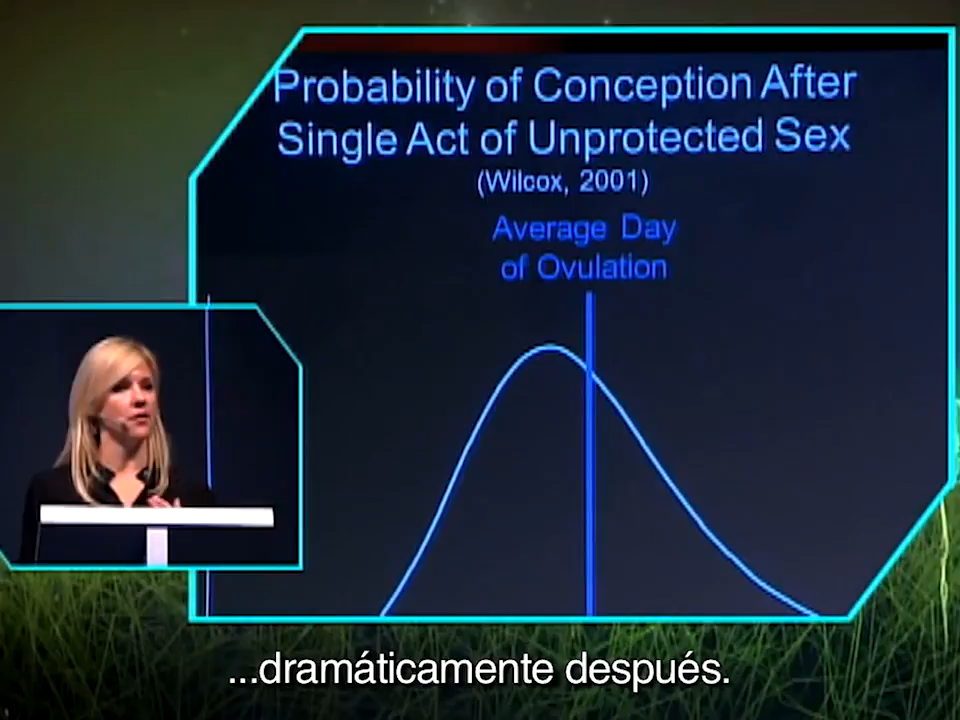 Probability of Conception After
Single Act of Unprotected Sex
(Wilcox, 2001)
Average Day
of Ovulation
...dramáticamente después.